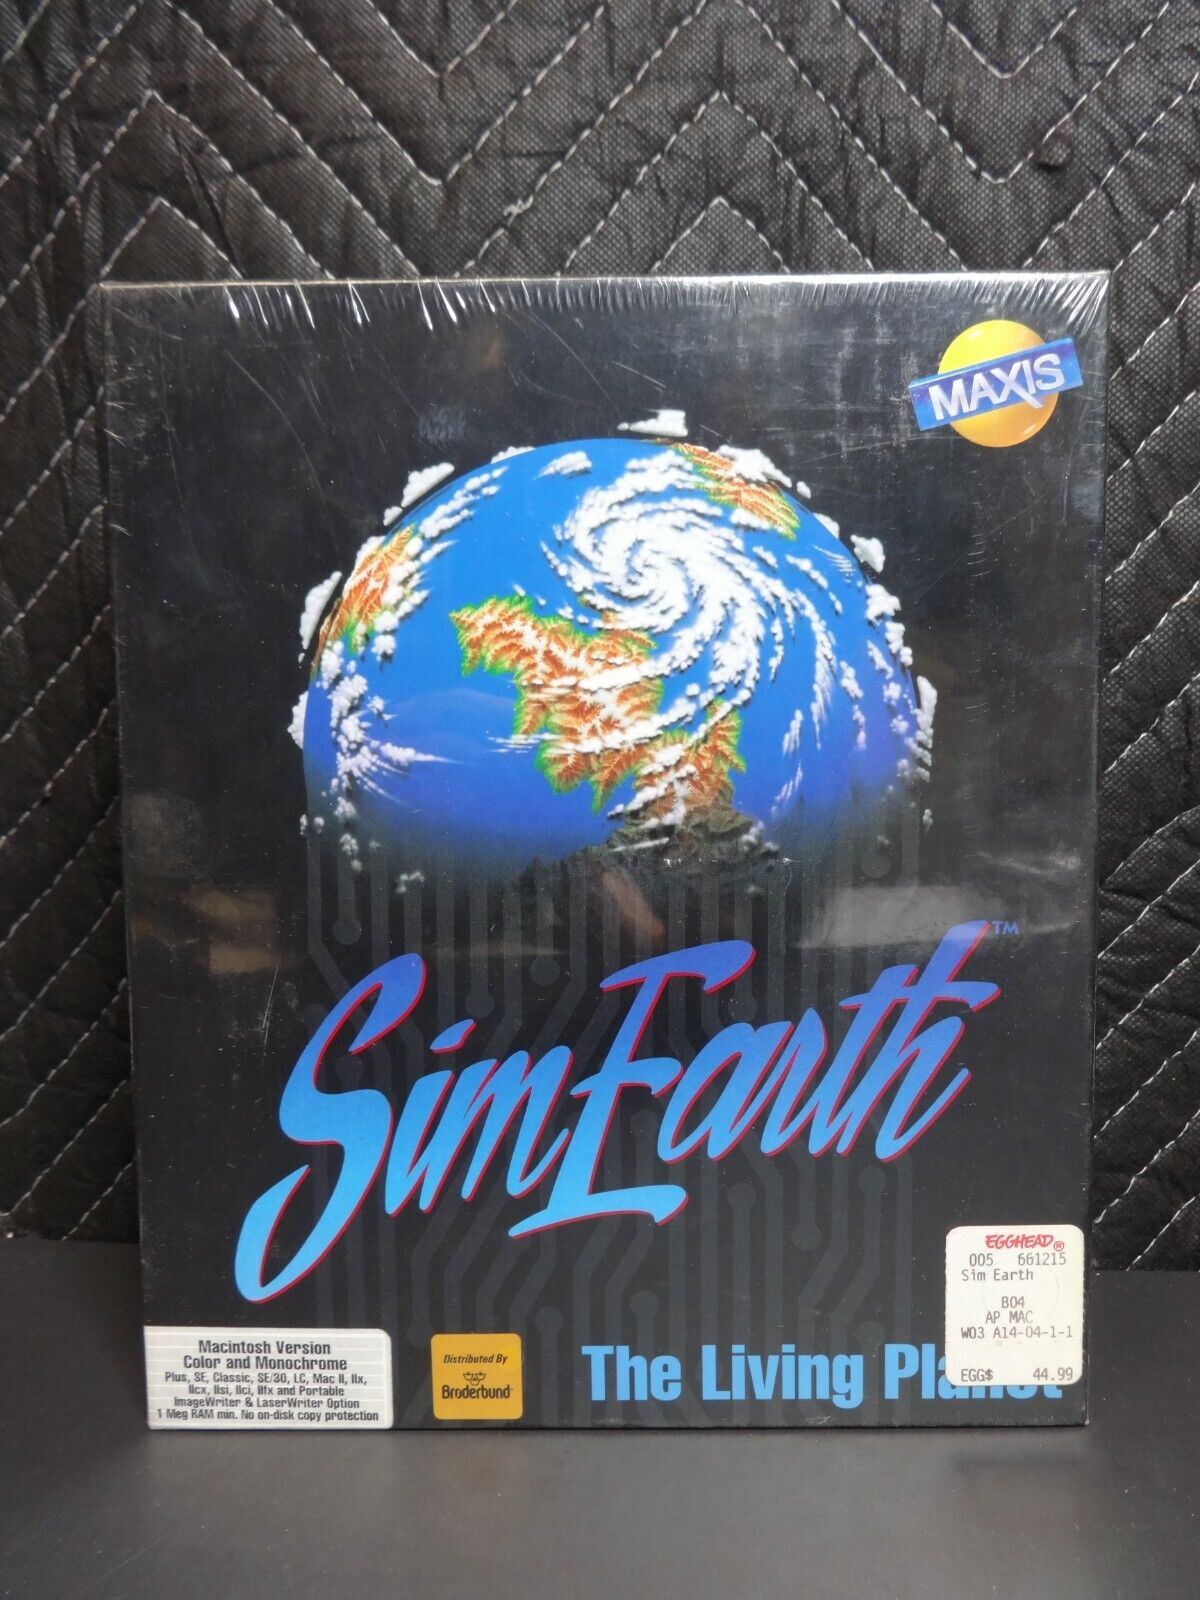 MAXIS
SimEarth™
EGGHEAD®
005 661215
Sim Earth
B04
AP MAC
W03 A14-04-1-1
EGG$ 44.99
Macintosh Version
Color and Monochrome
Plus, SE, Classic, SE/30, LC, Mac II, IIx,
IIcx, IIsi, IIci, IIfx and Portable
ImageWriter & LaserWriter Option
1 Meg RAM min. No on-disk copy protection
Distributed By
Broderbund
The Living Planet